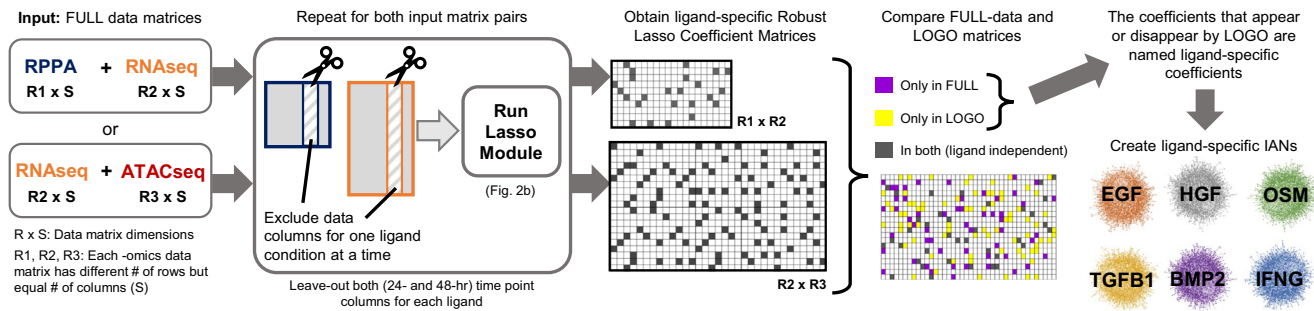 Input: FULL data matrices
RPPA + RNAseq
R1 x S R2 x S
or
RNAseq + ATACseq
R2 x S R3 x S
R x S: Data matrix dimensions
R1, R2, R3: Each -omics data
matrix has different # of rows but
equal # of columns (S)
Repeat for both input matrix pairs
Run
Lasso
Module
(Fig. 2b)
Exclude data
columns for one ligand
condition at a time
Leave-out both (24- and 48-hr) time point
columns for each ligand
Obtain ligand-specific Robust
Lasso Coefficient Matrices
R1 x R2
R2 x R3
Compare FULL-data and
LOGO matrices
Only in FULL
Only in LOGO
In both (ligand independent)
The coefficients that appear
or disappear by LOGO are
named ligand-specific
coefficients
Create ligand-specific IANs
EGF HGF OSM
TGFB1 BMP2 IFNG